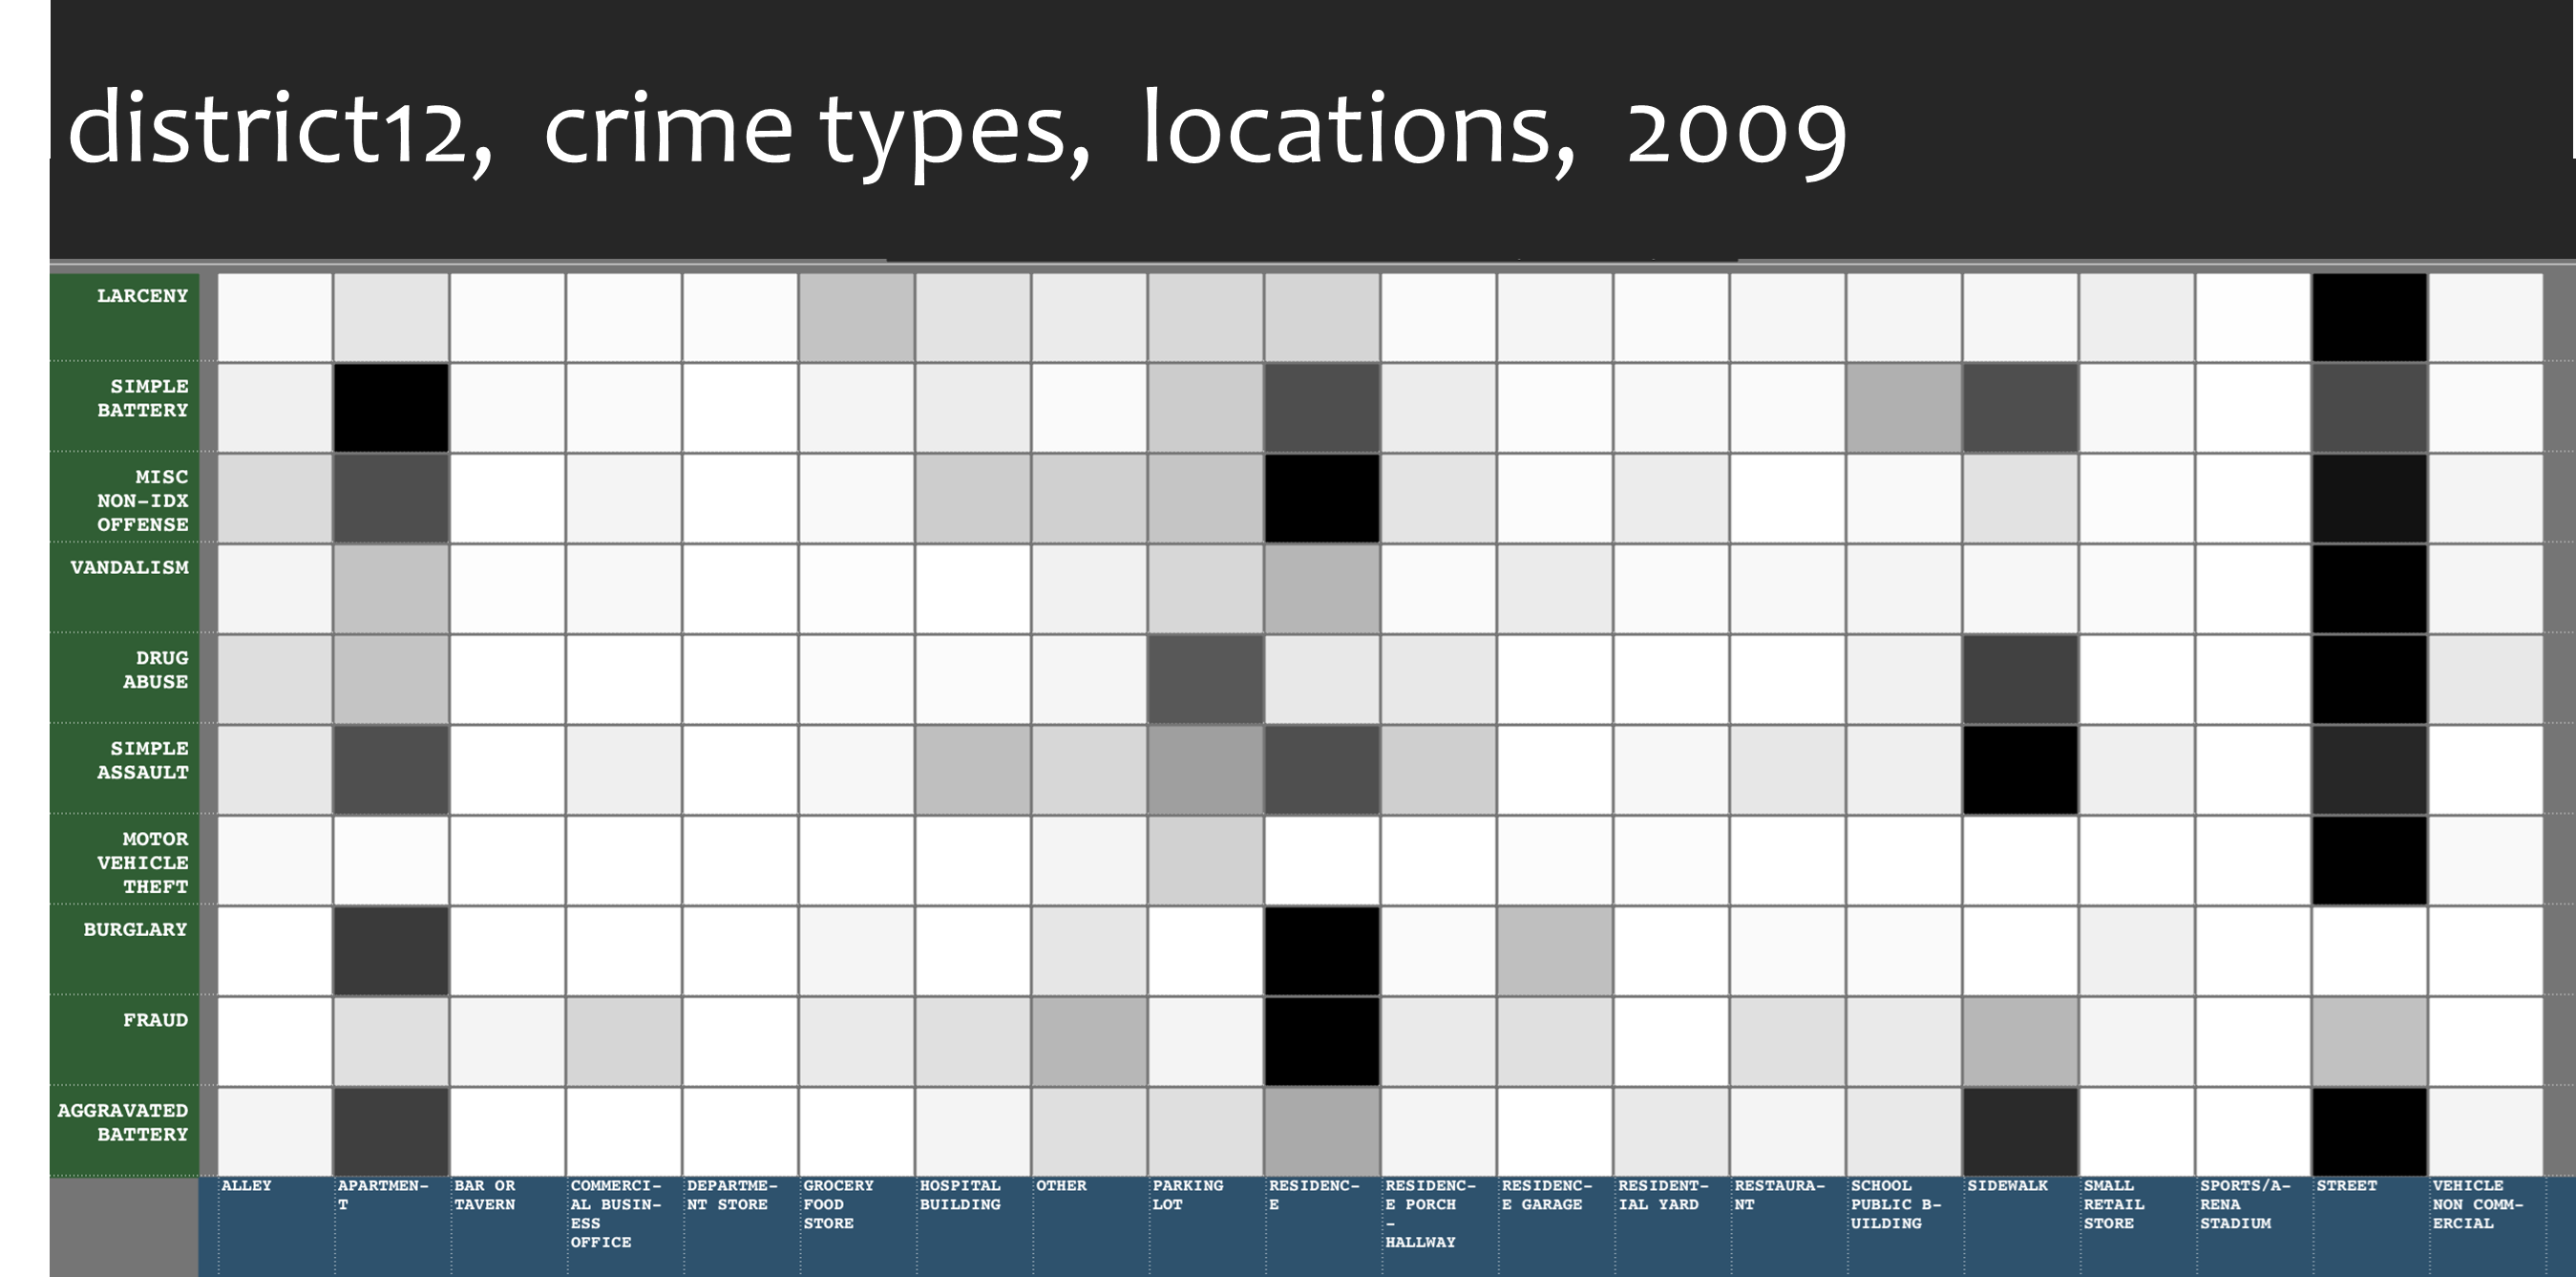 district12, crime types, locations, 2009
LARCENY
SIMPLE
BATTERY
MISC
NON-IDX
OFFENSE
VANDALISM
DRUG
ABUSE
SIMPLE
ASSAULT
MOTOR
VEHICLE
THEFT
BURGLARY
FRAUD
AGGRAVATED
BATTERY
ALLEY
APARTMEN-
T
BAR OR
TAVERN
COMMERCI-
AL BUSIN-
ESS
OFFICE
DEPARTME-
NT STORE
GROCERY
FOOD
STORE
HOSPITAL
BUILDING
OTHER
PARKING
LOT
RESIDENC-
E
RESIDENC-
E PORCH
-
HALLWAY
RESIDENC-
E GARAGE
RESIDENT-
IAL YARD
RESTAURA-
NT
SCHOOL
PUBLIC B-
UILDING
SIDEWALK
SMALL
RETAIL
STORE
SPORTS/A-
RENA
STADIUM
STREET
VEHICLE
NON COMM-
ERCIAL